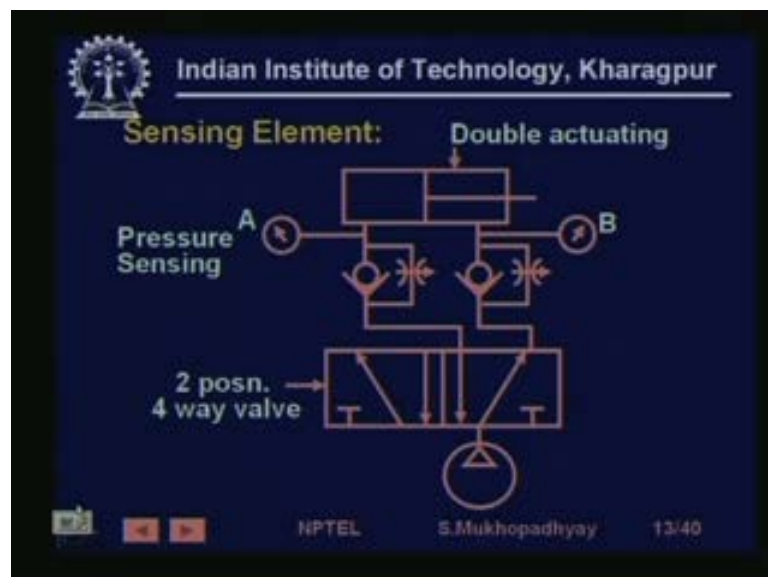 Indian Institute of Technology, Kharagpur
Sensing Element:
Double actuating
A
B
Pressure
Sensing
2 posn.
4 way valve
NPTEL S.Mukhopadhyay 13/40